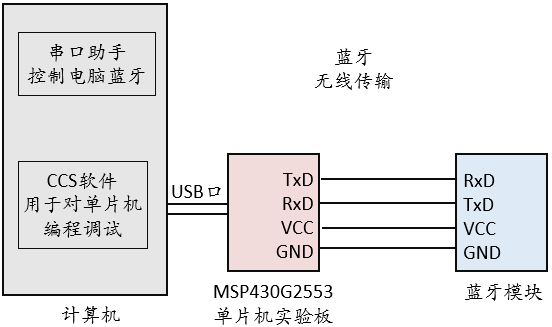 串口助手
控制电脑蓝牙
蓝牙
无线传输
CCS软件
用于对单片机
编程调试
USB口
TxD
RxD
VCC
GND
RxD
TxD
VCC
GND
计算机
MSP430G2553
单片机实验板
蓝牙模块